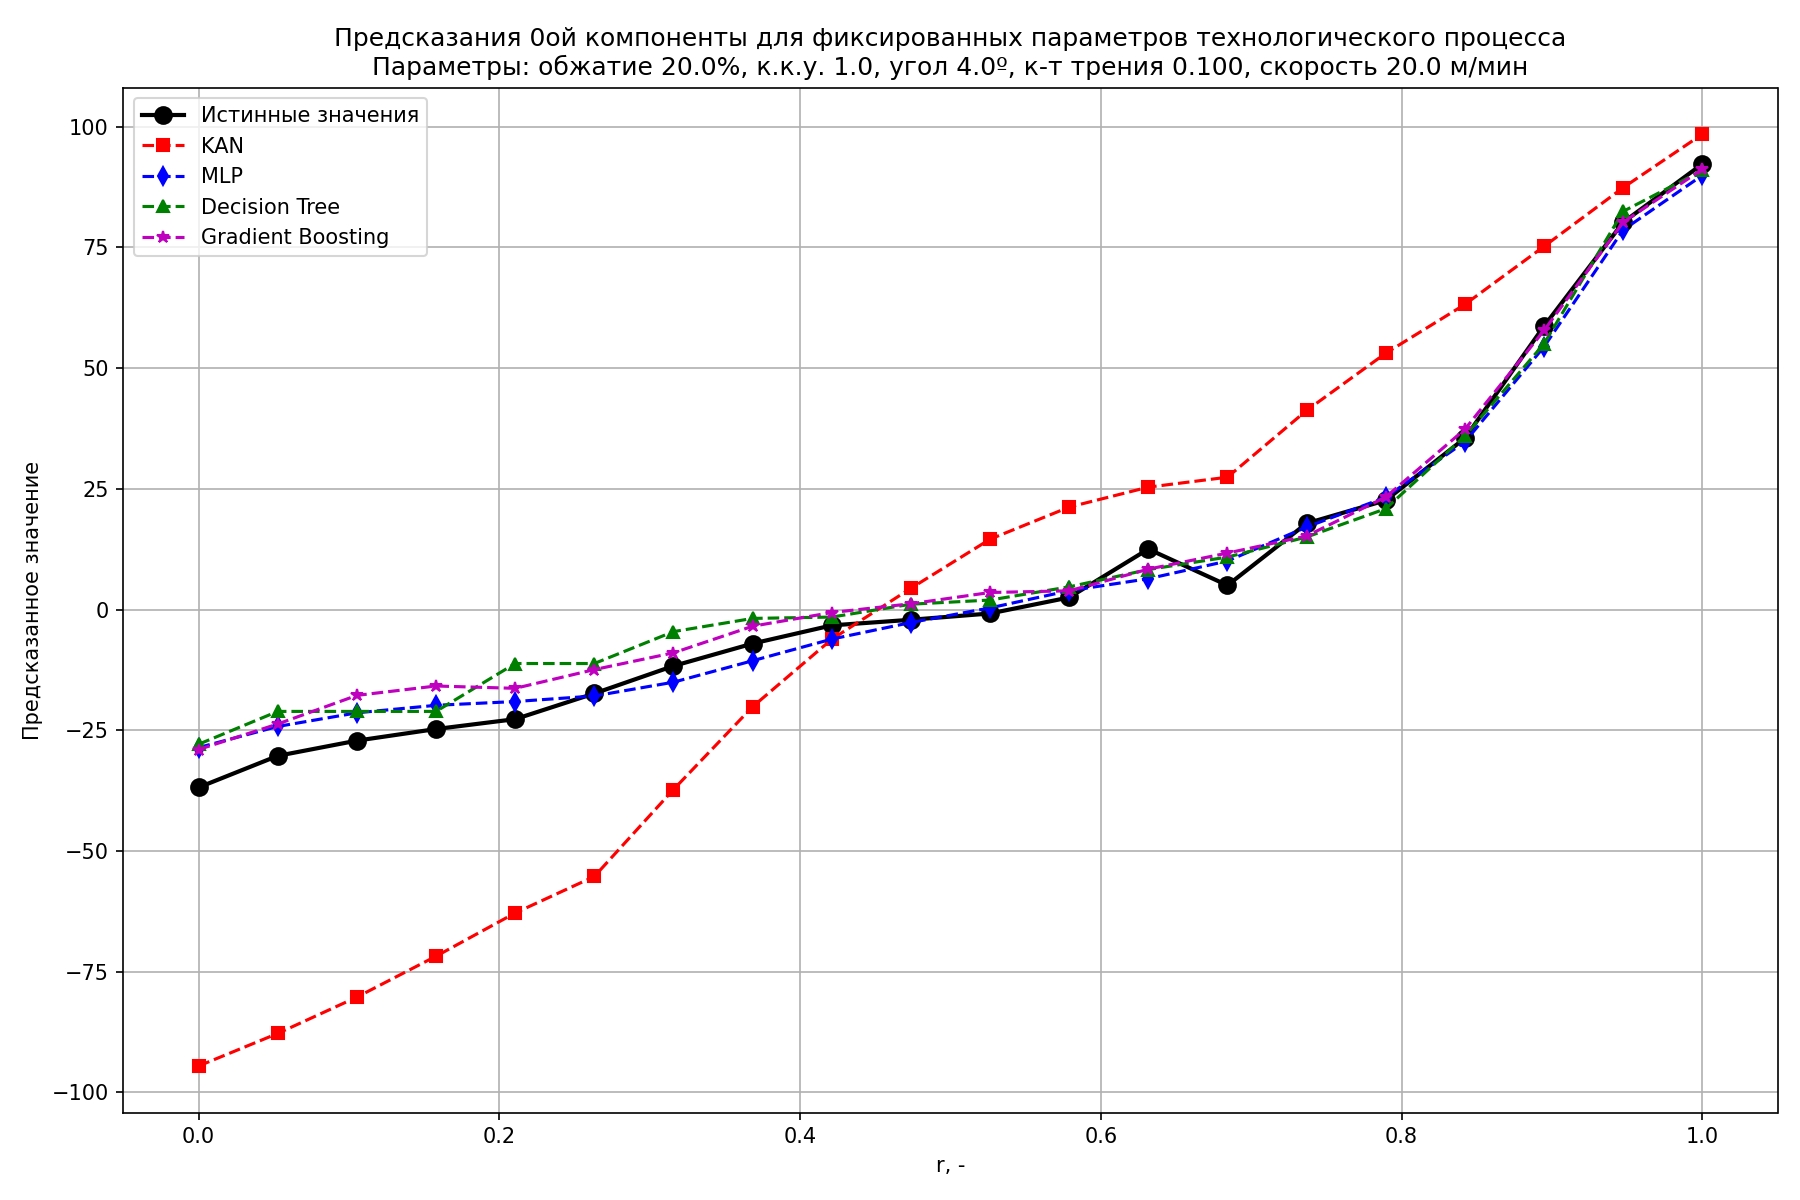 Предсказания 0ой компоненты для фиксированных параметров технологического процесса
Параметры: обжатие 20.0%, к.к.у. 1.0, угол 4.0º, к-т трения 0.100, скорость 20.0 м/мин
Истинные значения
KAN
MLP
Decision Tree
Gradient Boosting
Предсказанное значение
100
75
50
25
0
−25
−50
−75
−100
0.0
0.2
0.4
0.6
0.8
1.0
r, -